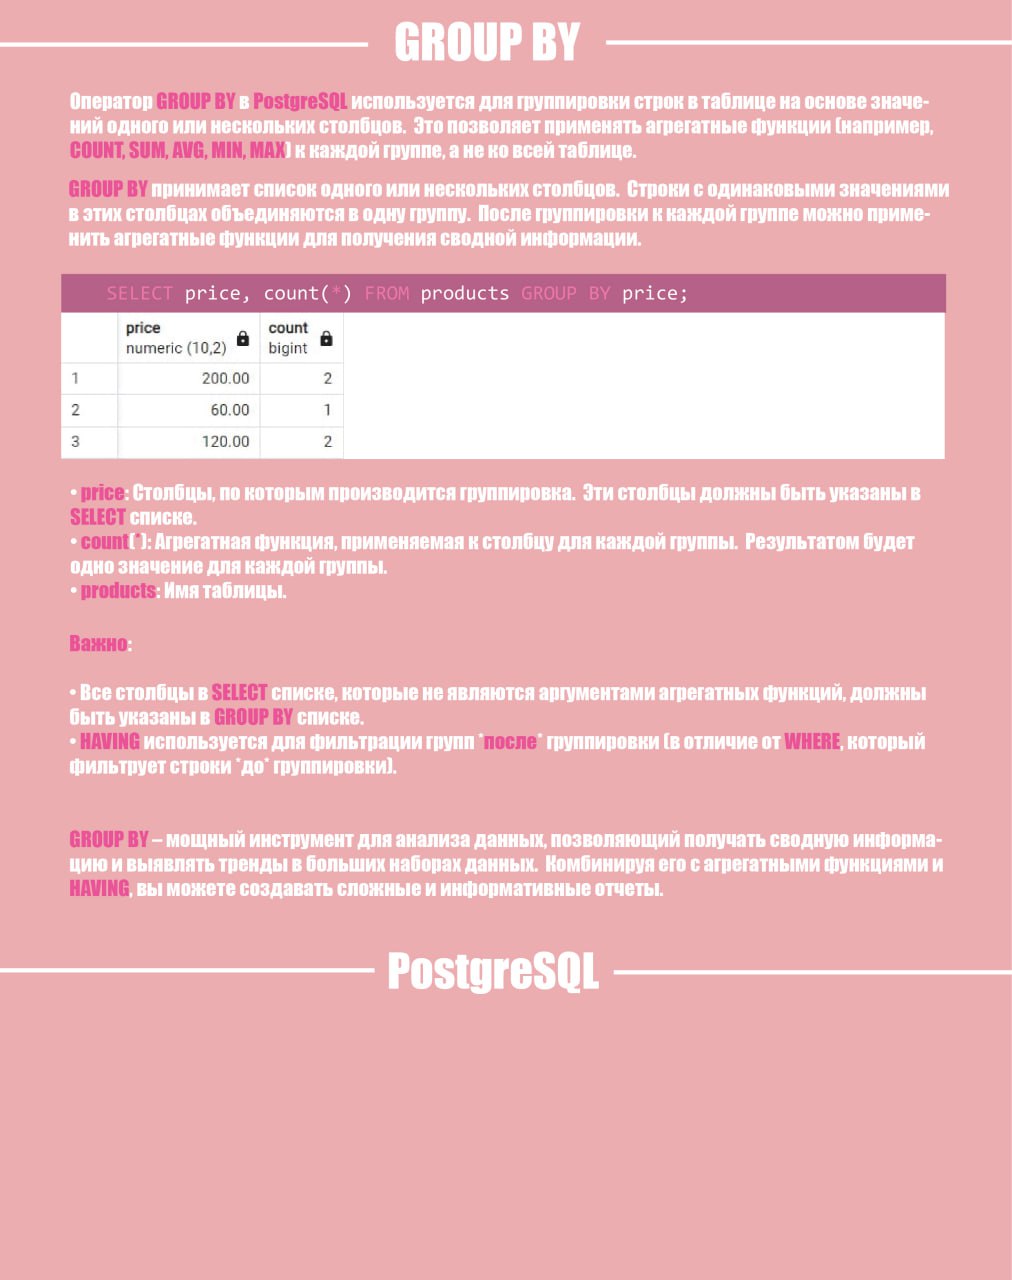 GROUP BY
Оператор GROUP BY в PostgreSQL используется для группировки строк в таблице на основе значе-
ний одного или нескольких столбцов. Это позволяет применять агрегатные функции (например,
COUNT, SUM, AVG, MIN, MAX) к каждой группе, а не ко всей таблице.
GROUP BY принимает список одного или нескольких столбцов. Строки с одинаковыми значениями
в этих столбцах объединяются в одну группу. После группировки к каждой группе можно приме-
нить агрегатные функции для получения сводной информации.
SELECT price, count(*) FROM products GROUP BY price;
price count
numeric (10,2) bigint
1 200.00 2
2 60.00 1
3 120.00 2
• price: Столбцы, по которым производится группировка. Эти столбцы должны быть указаны в
SELECT списке.
• count(*): Агрегатная функция, применяемая к столбцу для каждой группы. Результатом будет
одно значение для каждой группы.
• products: Имя таблицы.
Важно:
• Все столбцы в SELECT списке, которые не являются аргументами агрегатных функций, должны
быть указаны в GROUP BY списке.
• HAVING используется для фильтрации групп *после* группировки (в отличие от WHERE, который
фильтрует строки *до* группировки).
GROUP BY – мощный инструмент для анализа данных, позволяющий получать сводную информа-
цию и выявлять тренды в больших наборах данных. Комбинируя его с агрегатными функциями и
HAVING, вы можете создавать сложные и информативные отчеты.
PostgreSQL